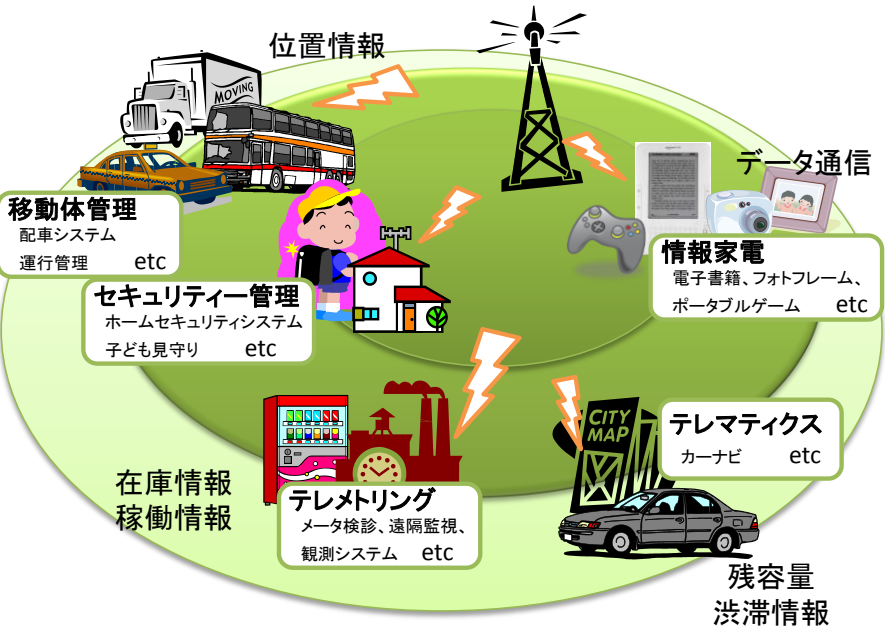 位置情報
MOVING
データ通信
移動体管理
配車システム
運行管理 etc
情報家電
電子書籍、フォトフレーム、
ポータブルゲーム etc
セキュリティー管理
ホームセキュリティシステム
子ども見守り etc
CITY
MAP
テレマティクス
カーナビ etc
在庫情報
稼働情報
テレメトリング
メータ検診、遠隔監視、
観測システム etc
残容量
渋滞情報